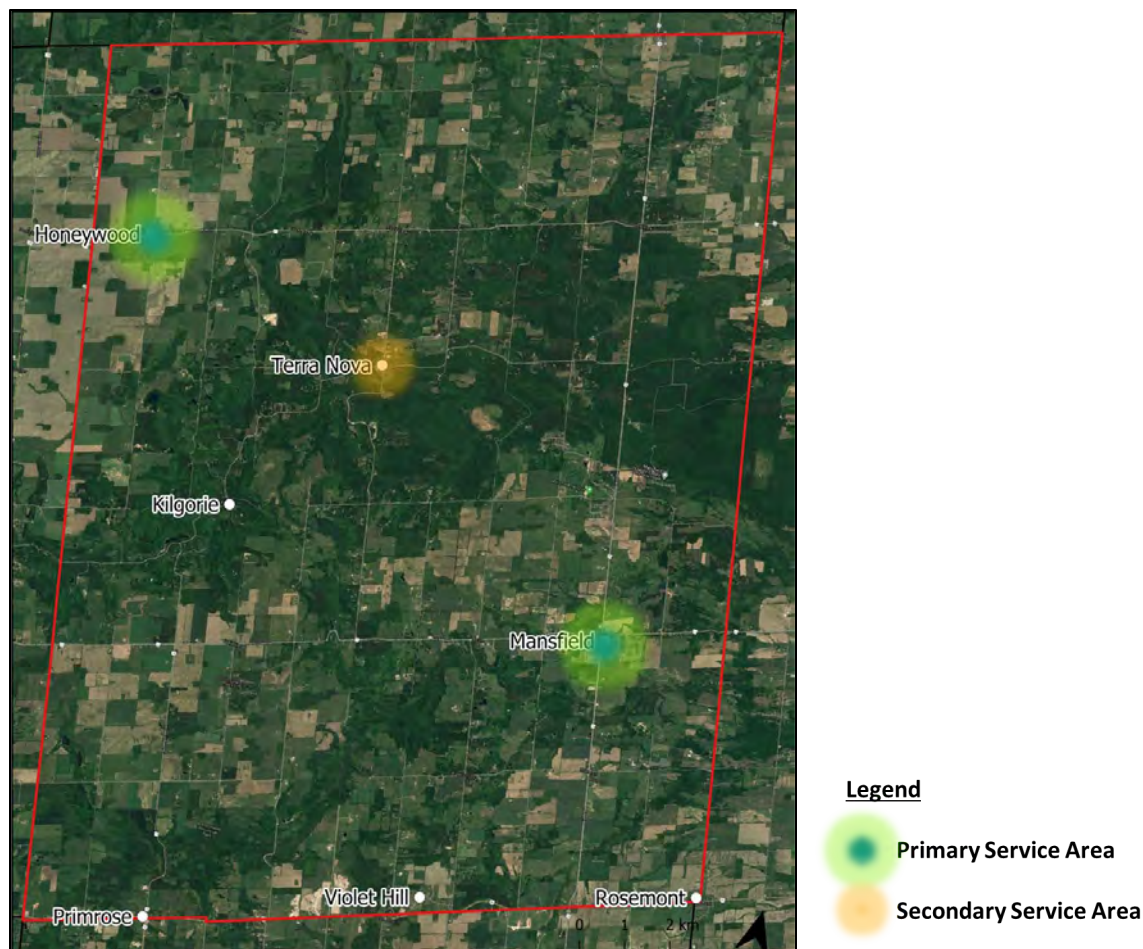 Honeywood
Terra Nova
Kilgorie
Mansfield
Violet Hill
Rosemont
Primrose
0 1 2 km
Legend
Primary Service Area
Secondary Service Area